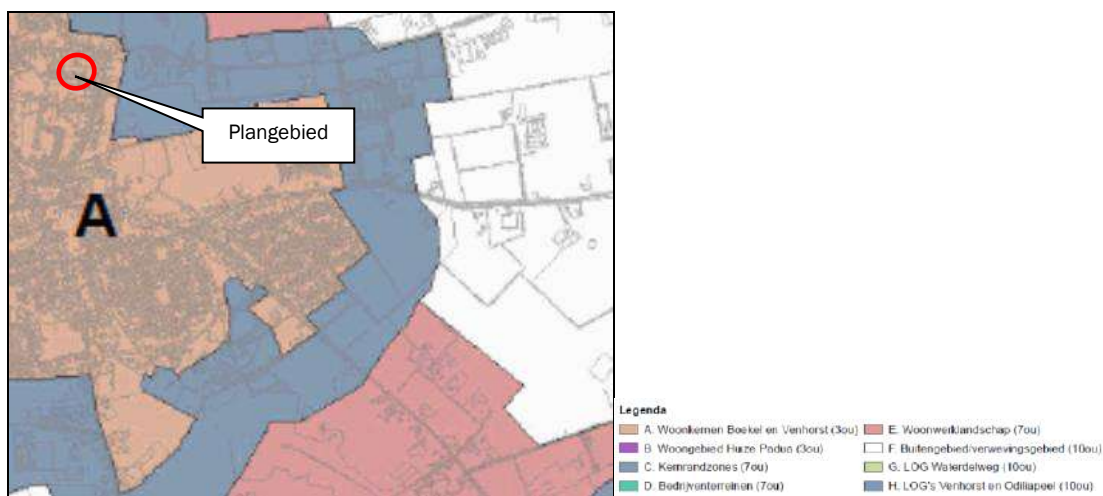 Plangebied
A
Legenda
A. Woonkernen Boekel en Venhorst (3ou)
B. Woongebied Huize Padua (3ou)
C. Kernrandzones (7ou)
D. Bedrijventerreinen (7ou)
E. Woonwerklandschap (7ou)
F. Buitengebied/verwevingsgebied (10ou)
G. LOG Waterdelweg (10ou)
H. LOG's Venhorst en Odiliapeel (10ou)